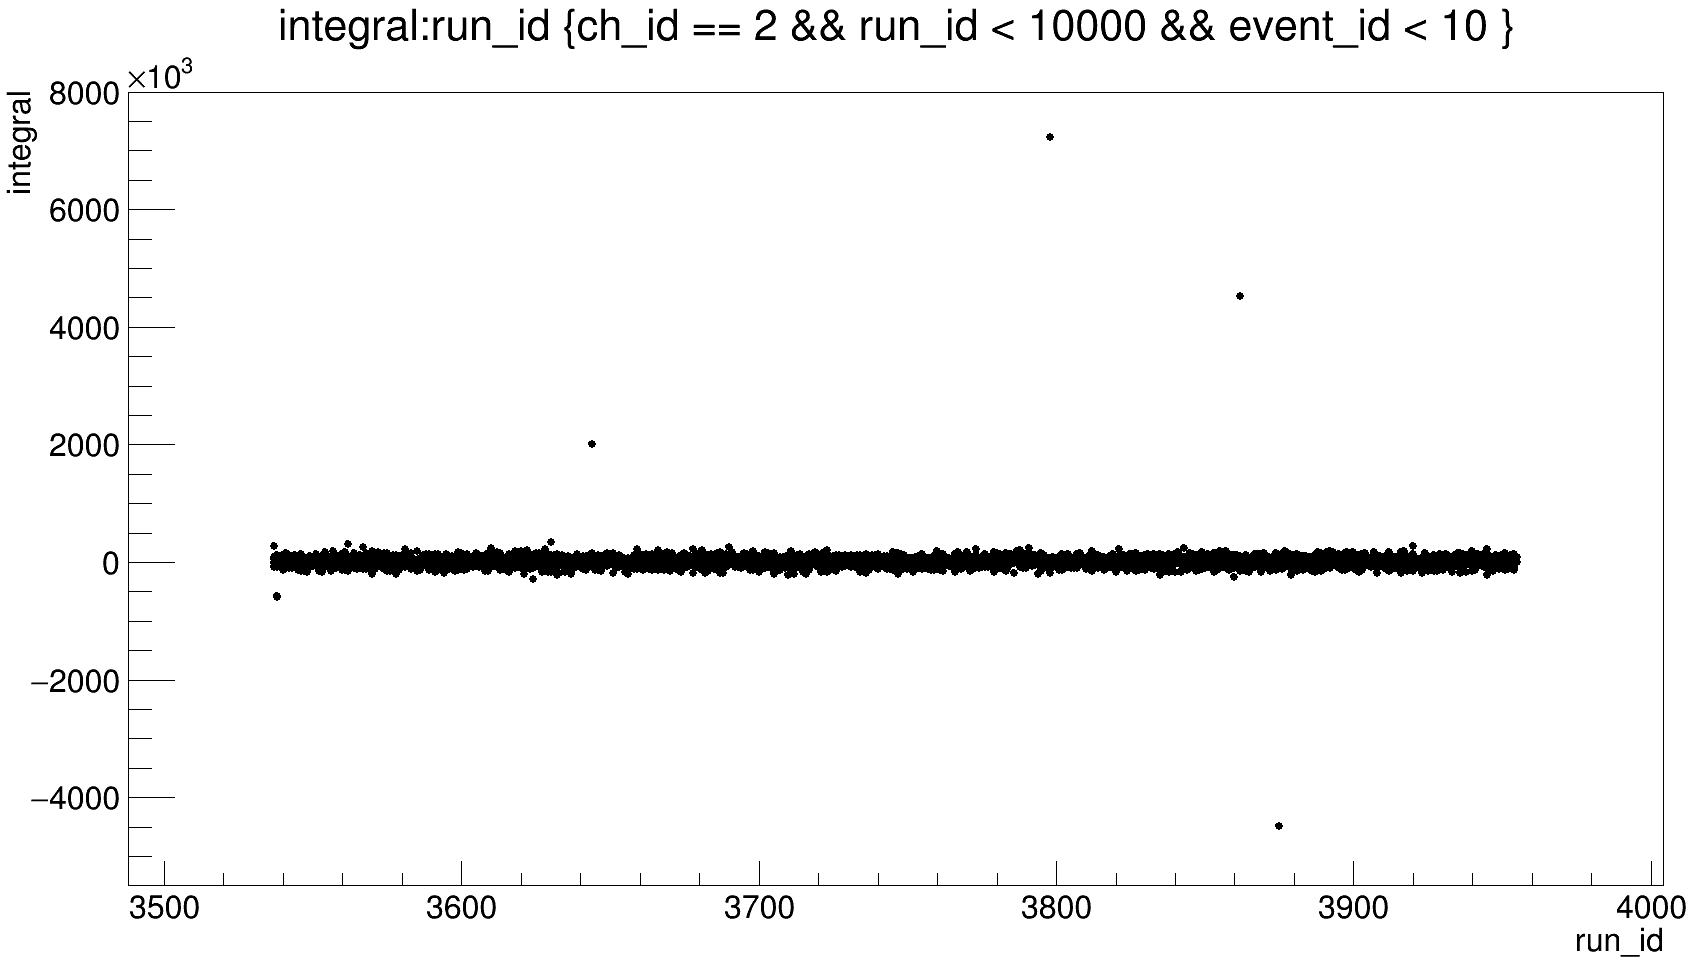 integral:run_id {ch_id == 2 && run_id < 10000 && event_id < 10 }
×10³
integral
8000
6000
4000
2000
0
−2000
−4000
3500 3600 3700 3800 3900 4000
run_id